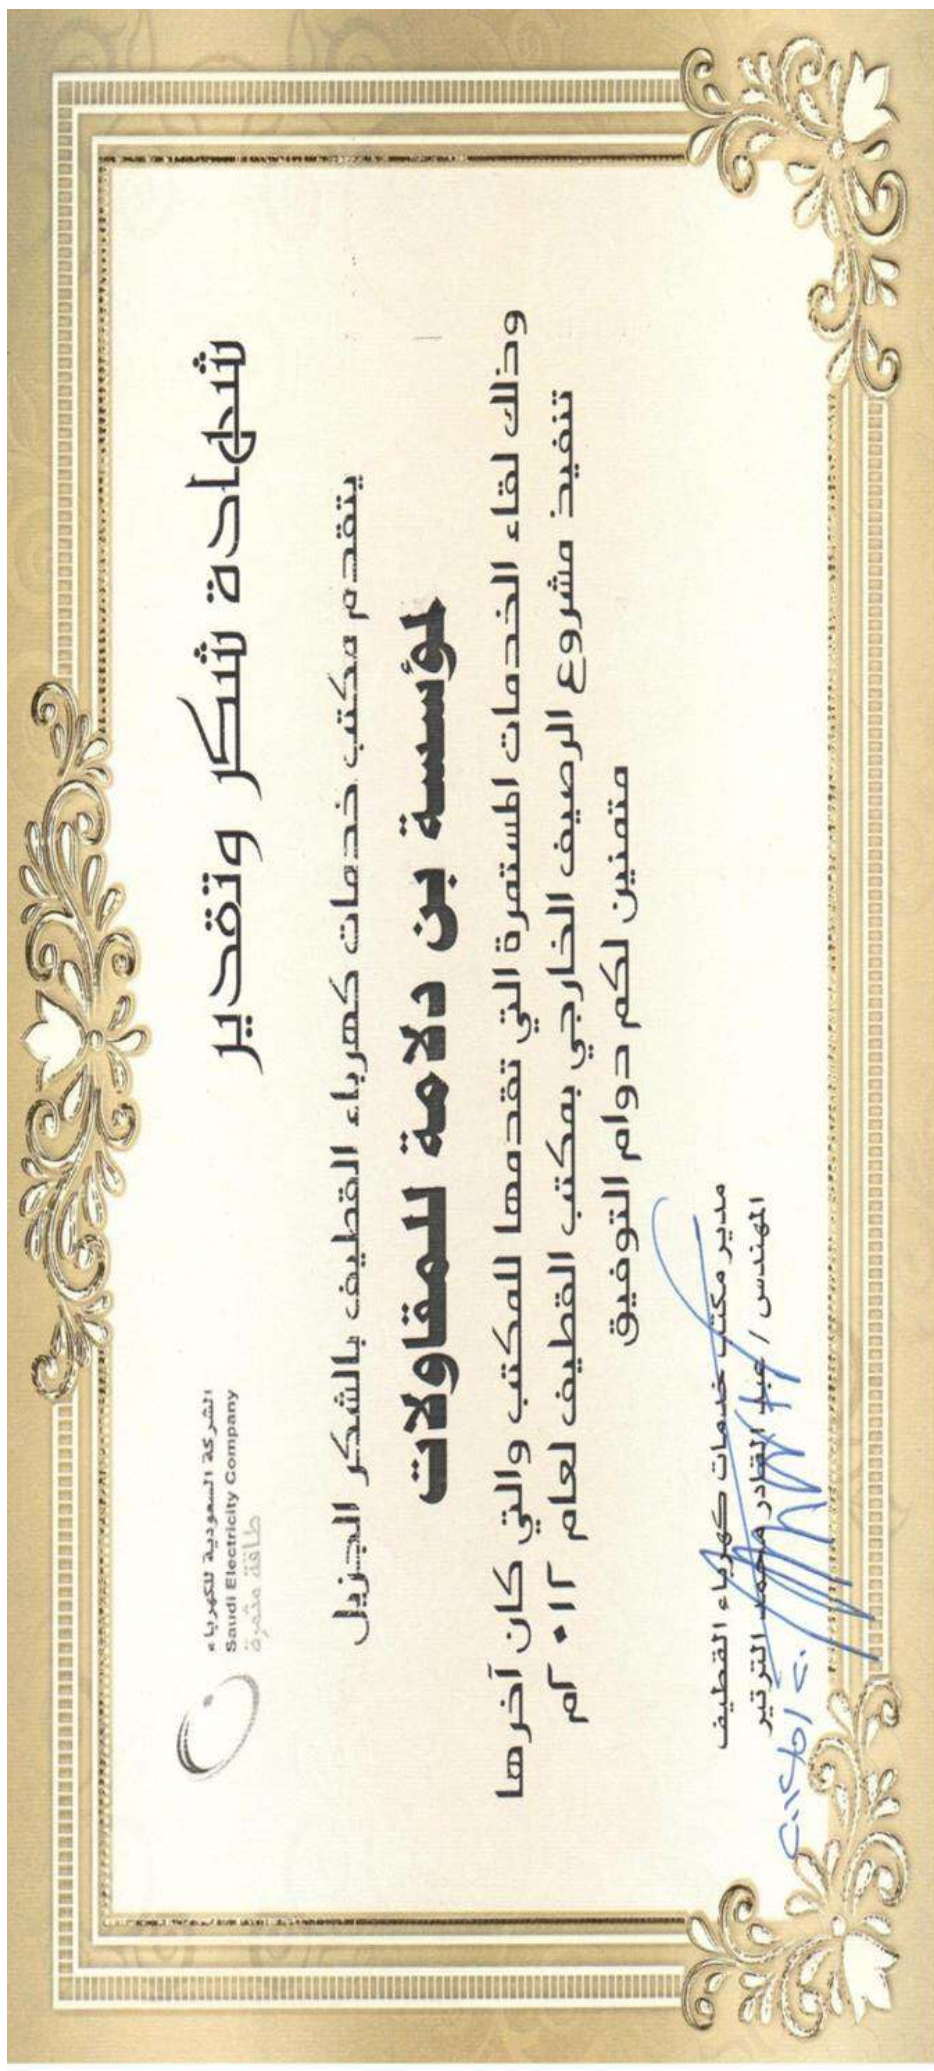 الشركة السعودية للكهرباء
Saudi Electricity Company
طاقة مثمرة
شهادة شكر وتقدير
يتقدم مكتب خدمات كهرباء القطيف بالشكر الجزيل
لمؤسسة بن دلامة للمقاولات
وذلك لقاء الخدمات المستمرة التي تقدمها للمكتب والتي كان آخرها
تنفيذ مشروع الرصيف الخارجي بمكتب القطيف لعام ٢٠١٢م
متمنين لكم دوام التوفيق
مدير مكتب خدمات كهرباء القطيف
المهندس / عبد القادر محمد الترتير